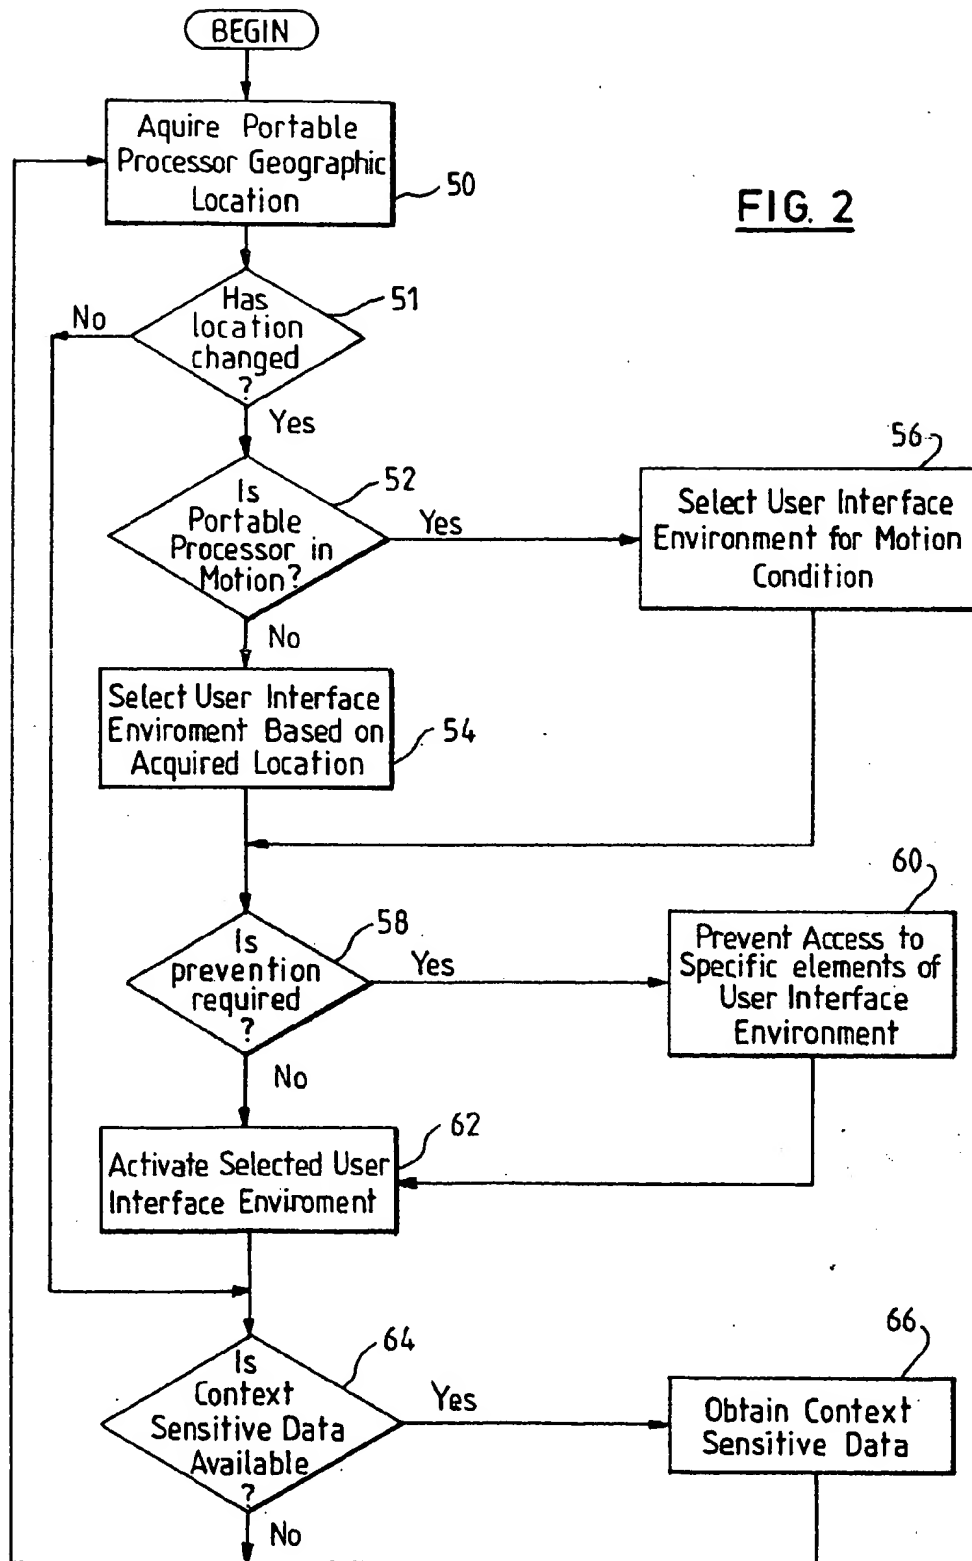 BEGIN
Aquire Portable
Processor Geographic
Location
50
FIG. 2
Has
location
changed
?
51
No
Yes
Is
Portable
Processor in
Motion?
52
Yes
No
56
Select User Interface
Environment for Motion
Condition
Select User Interface
Enviroment Based on
Acquired Location
54
Is
prevention
required
?
58
Yes
No
60
Prevent Access to
Specific elements of
User Interface
Environment
62
Activate Selected User
Interface Enviroment
Is
Context
Sensitive Data
Available
?
64
Yes
No
66
Obtain Context
Sensitive Data